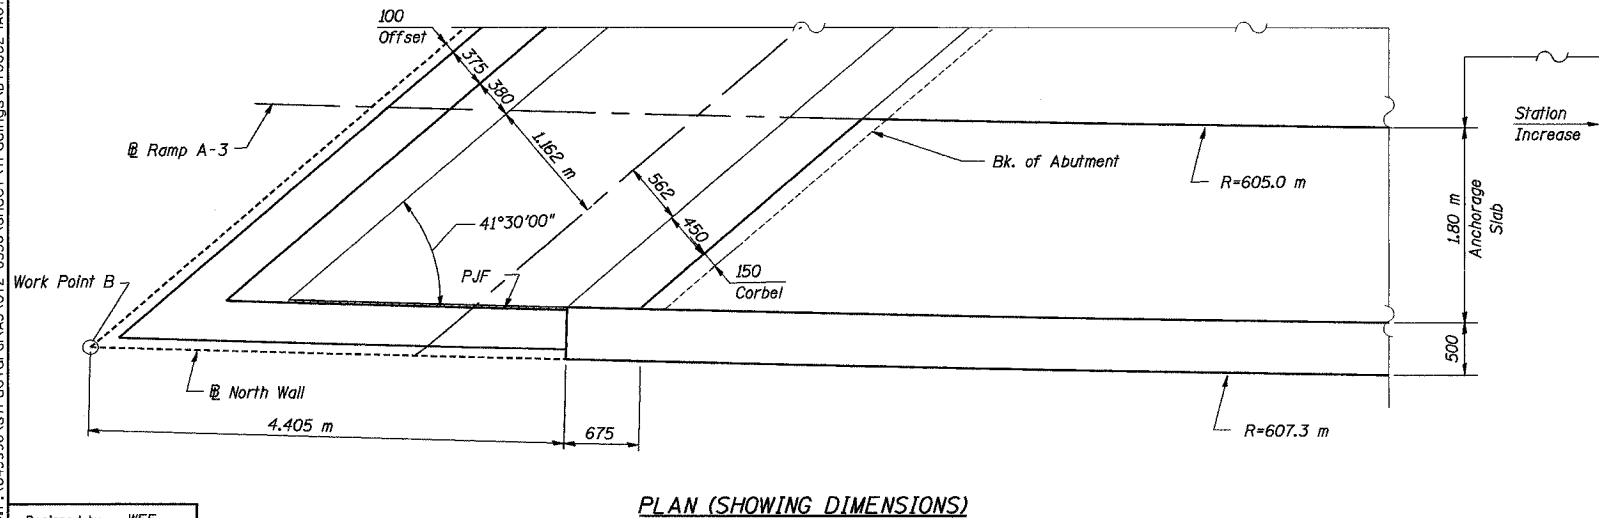 100
Offset
375
380
1.162 m
℄ Ramp A-3
Bk. of Abutment
R=605.0 m
Station
Increase
1.80 m
Anchorage
Slab
562
450
41°30'00"
PJF
150
Corbel
Work Point B
℄ North Wall
500
4.405 m
675
R=607.3 m
PLAN (SHOWING DIMENSIONS)
WEF